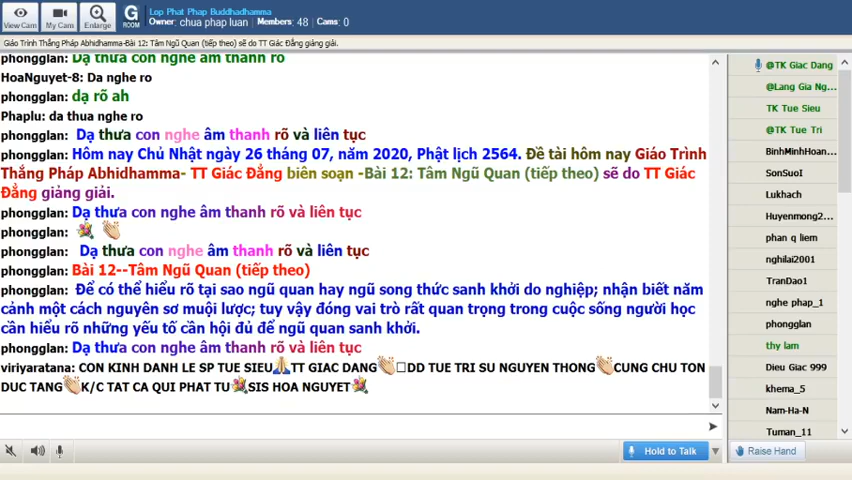 Lop Phat Phap Buddhadhamma
Owner: chua phap luan Members: 48 Cams: 0
View Cam
My Cam
Enlarge
G
ROOM
Giáo Trình Thắng Pháp Abhidhamma-Bài 12: Tâm Ngũ Quan (tiếp theo) sẽ do TT Giác Đẳng giảng giải.
phongglan: Dạ thưa con nghe âm thanh rõ
HoaNguyet-8: Da nghe ro
phongglan: dạ rõ ah
Phaplu: da thua nghe ro
phongglan: Dạ thưa con nghe âm thanh rõ và liên tục
phongglan: Hôm nay Chủ Nhật ngày 26 tháng 07, năm 2020, Phật lịch 2564. Đề tài hôm nay Giáo Trình
Thắng Pháp Abhidhamma- TT Giác Đẳng biên soạn -Bài 12: Tâm Ngũ Quan (tiếp theo) sẽ do TT Giác
Đẳng giảng giải.
phongglan: Dạ thưa con nghe âm thanh rõ và liên tục
phongglan:
phongglan: Dạ thưa con nghe âm thanh rõ và liên tục
phongglan: Bài 12--Tâm Ngũ Quan (tiếp theo)
phongglan: Để có thể hiểu rõ tại sao ngũ quan hay ngũ song thức sanh khởi do nghiệp; nhận biết năm
cảnh một cách nguyên sơ muội lược; tuy vậy đóng vai trò rất quan trọng trong cuộc sống người học
cần hiểu rõ những yếu tố cần hội đủ để ngũ quan sanh khởi.
phongglan: Dạ thưa con nghe âm thanh rõ và liên tục
viriyaratana: CON KINH DANH LE SP TUE SIEU🙏TT GIAC DANG👏□DD TUE TRI SU NGUYEN THONG👏CUNG CHU TON
DUC TANG👏K/C TAT CA QUI PHAT TU💐SIS HOA NGUYET💐
@TK Giac Dang
@Lang Gia Ng...
TK Tue Sieu
@TK Tue Tri
BinhMinhHoan...
SonSuoI
Lukhach
Huyenmong2...
phan q liem
nghilai2001
TranDao1
nghe phap_1
phongglan
thy lam
Dieu Giac 999
khema_5
Nam-Ha-N
Tuman_11
Hold to Talk
Raise Hand